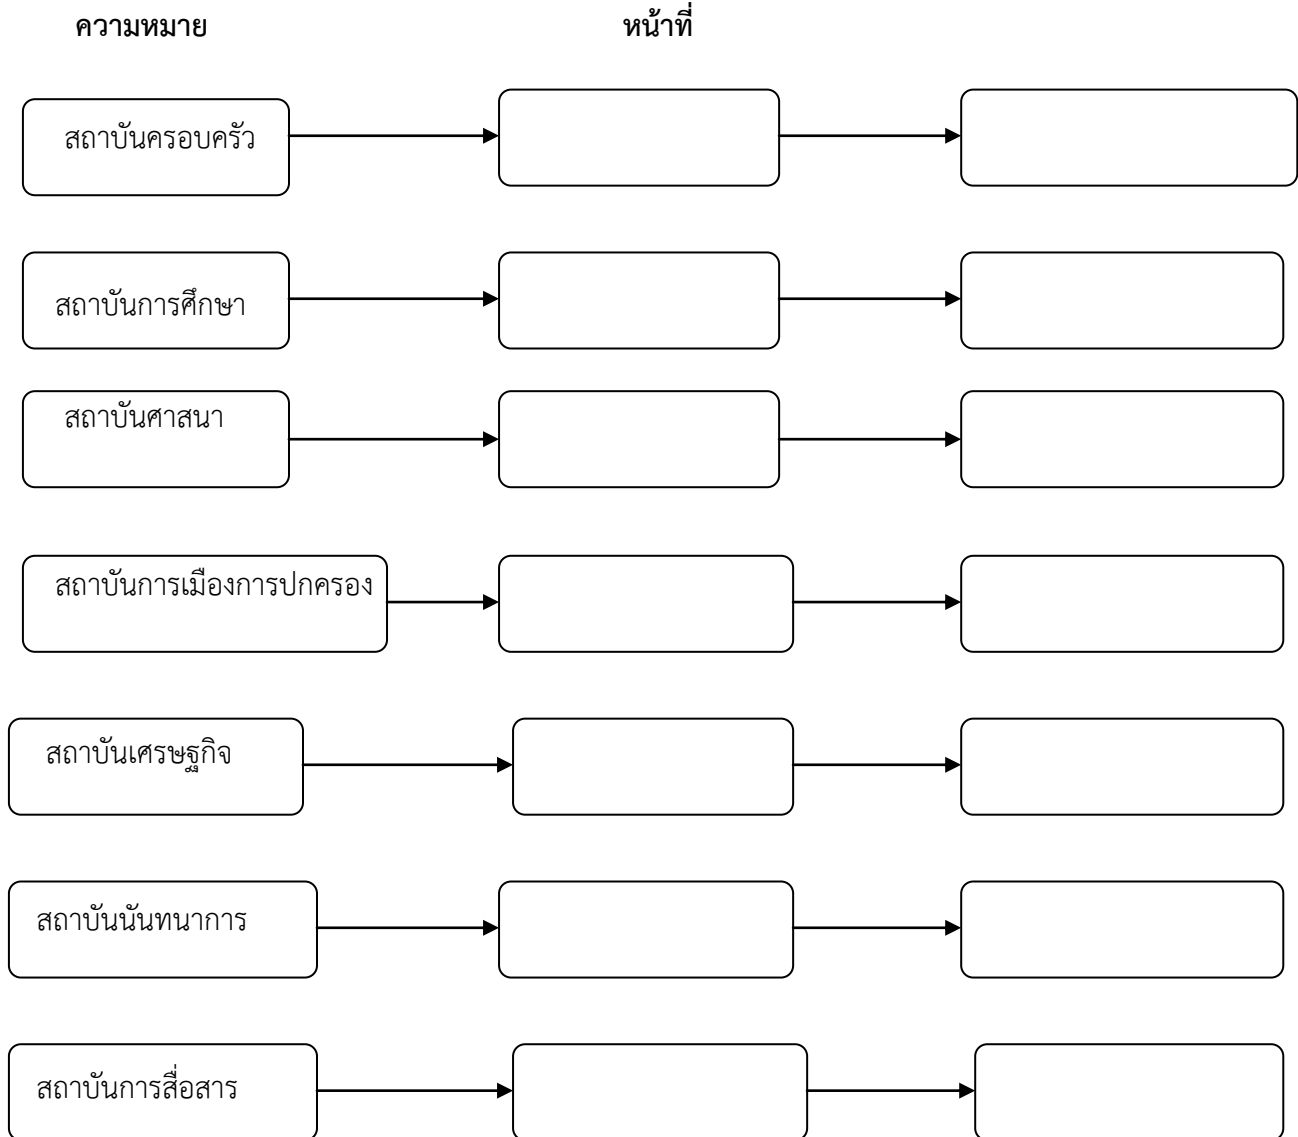 ความหมาย หน้าที่
สถาบันครอบครัว
สถาบันการศึกษา
สถาบันศาสนา
สถาบันการเมืองการปกครอง
สถาบันเศรษฐกิจ
สถาบันนันทนาการ
สถาบันการสื่อสาร